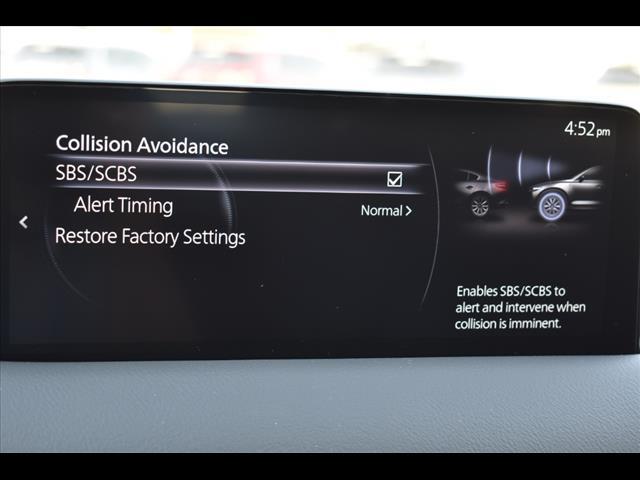 4:52pm
Collision Avoidance
SBS/SCBS
Alert Timing
Normal
Restore Factory Settings
Enables SBS/SCBS to
alert and intervene when
collision is imminent.